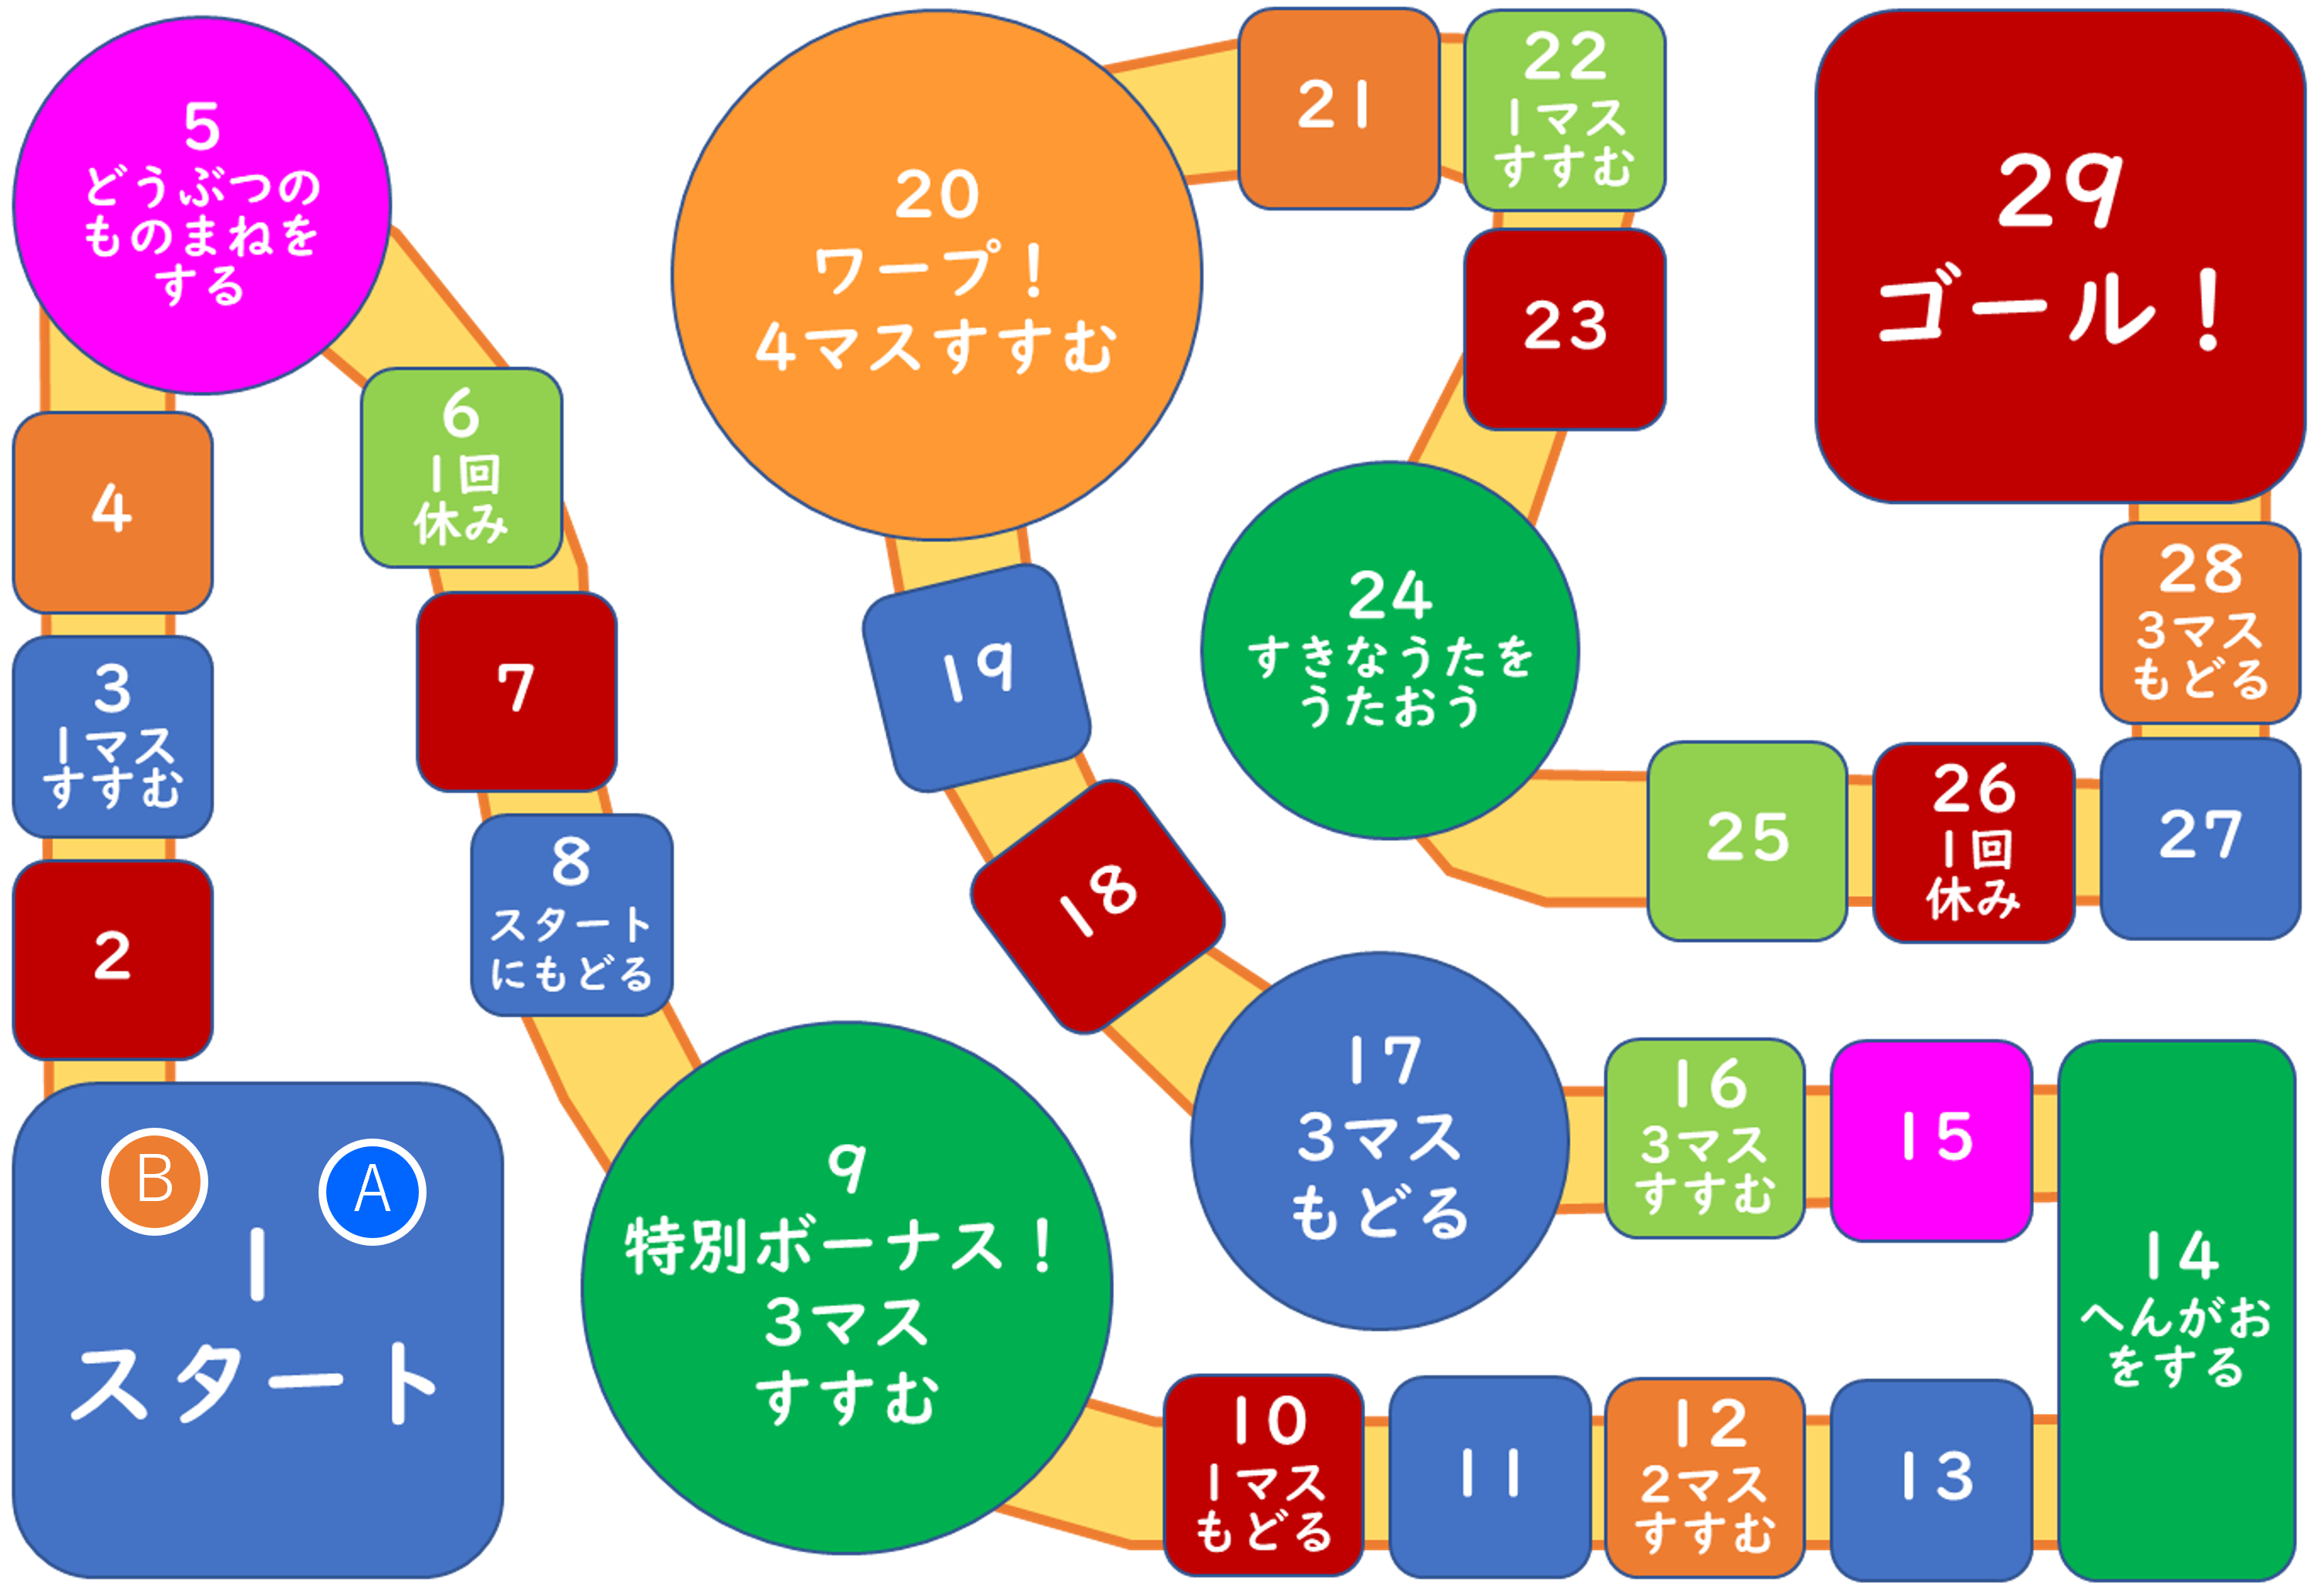 B
A
1
スタート
2
3
1マス
すすむ
4
5
どうぶつの
ものまねを
する
6
1回
休み
7
8
スタート
にもどる
9
特別ボーナス！
3マス
すすむ
10
1マス
もどる
11
12
2マス
すすむ
13
14
へんがお
をする
15
16
3マス
すすむ
17
3マス
もどる
18
19
20
ワープ！
4マスすすむ
21
22
1マス
すすむ
23
24
すきなうたを
うたおう
25
26
1回
休み
27
28
3マス
もどる
29
ゴール！